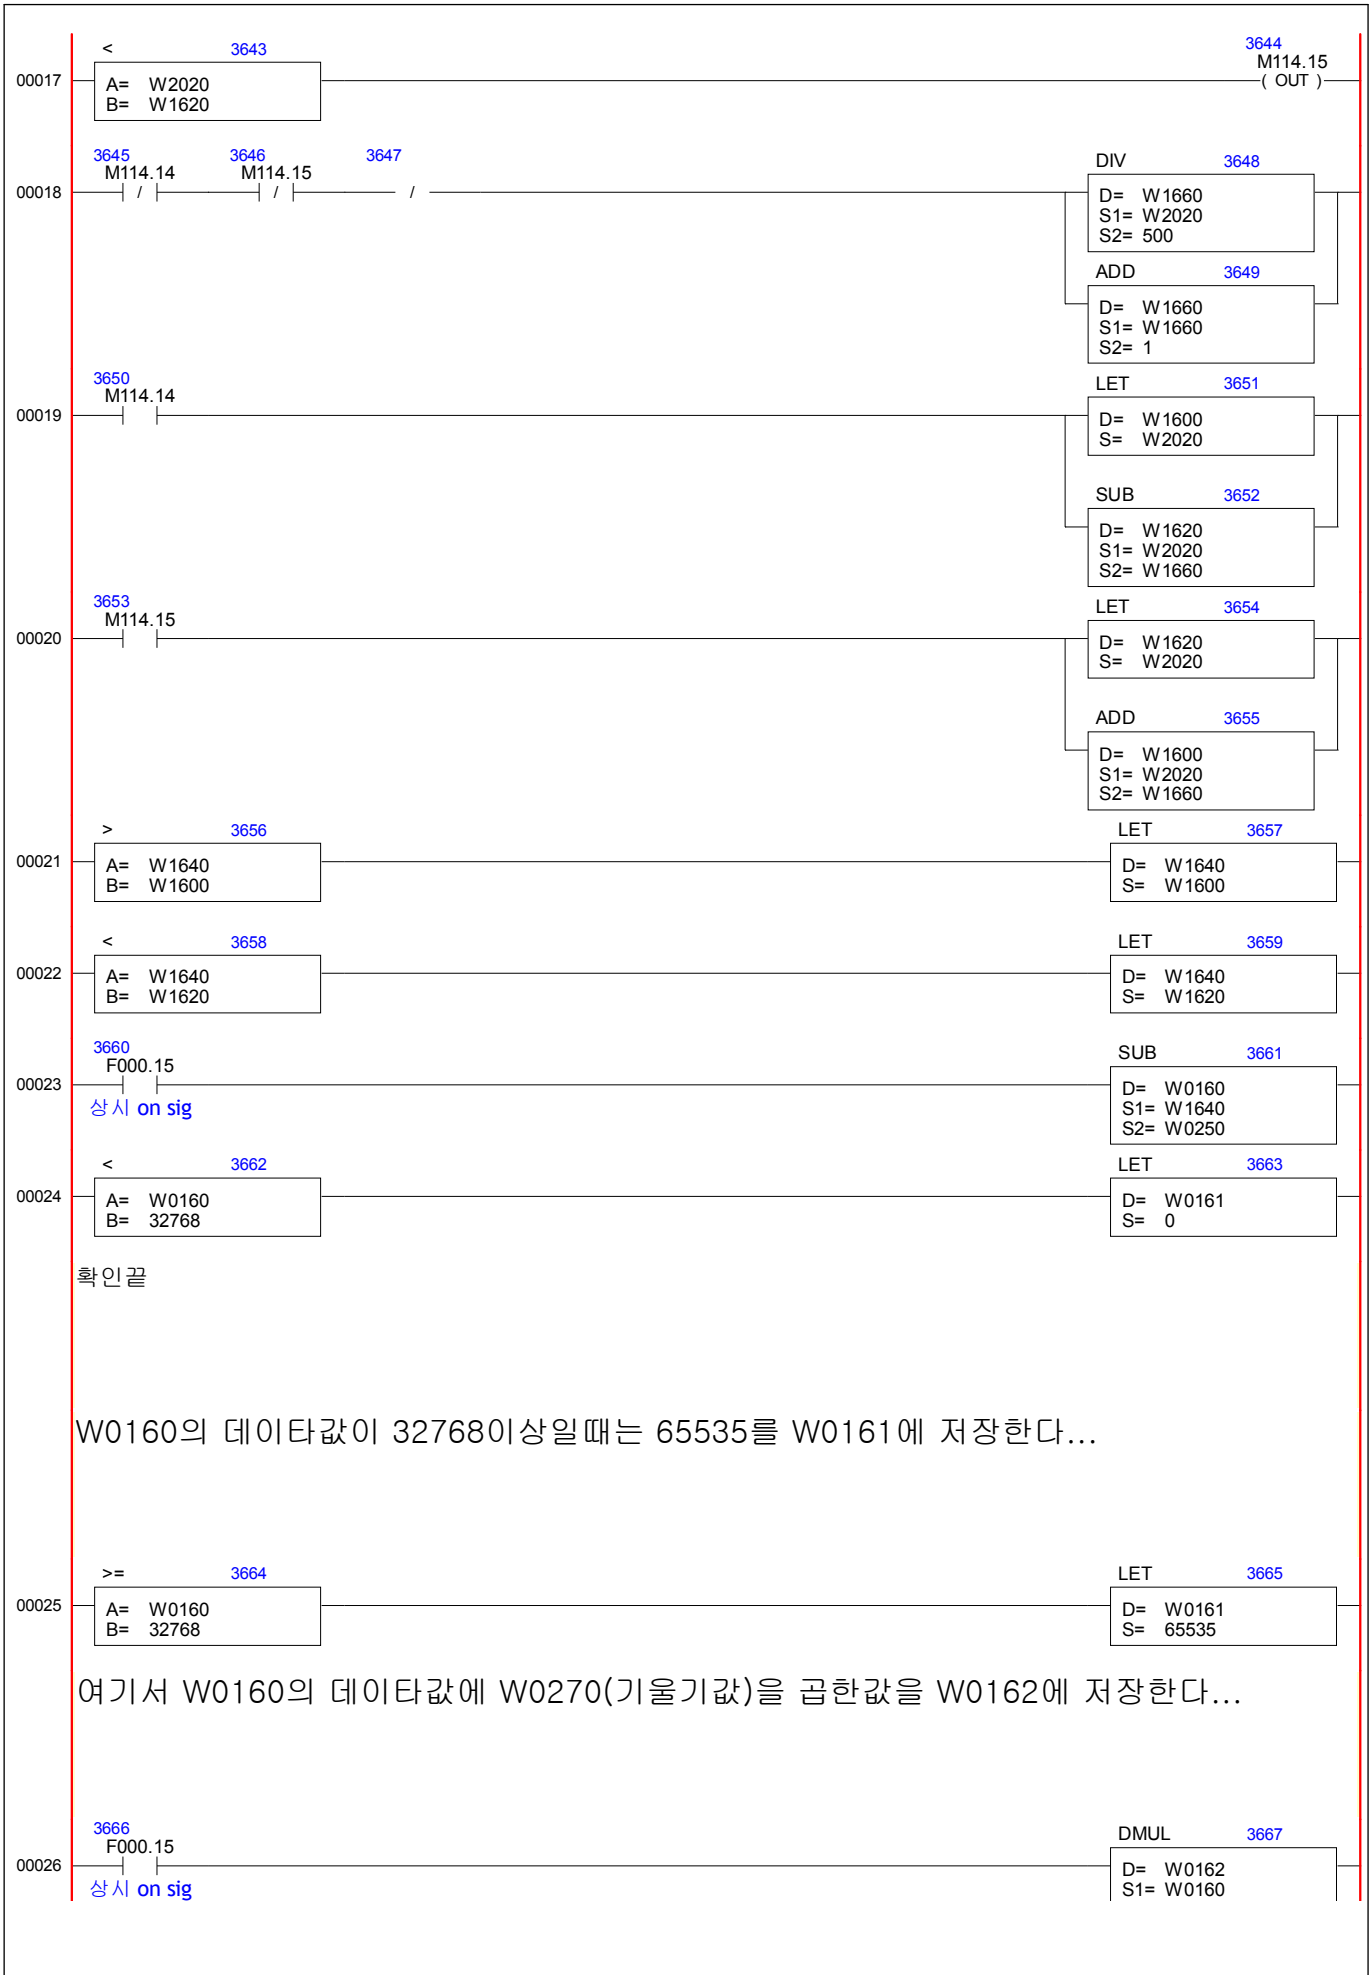 < 3643
3644
M114.15
00017
A= W2020
B= W1620
( OUT )
3645 3646 3647
M114.14 M114.15
DIV 3648
00018
/ / /
D= W1660
S1= W2020
S2= 500
ADD 3649
D= W1660
S1= W1660
S2= 1
3650
M114.14
LET 3651
00019
D= W1600
S= W2020
SUB 3652
D= W1620
S1= W2020
S2= W1660
3653
M114.15
LET 3654
00020
D= W1620
S= W2020
ADD 3655
D= W1600
S1= W2020
S2= W1660
> 3656
LET 3657
00021
A= W1640
B= W1600
D= W1640
S= W1600
< 3658
LET 3659
00022
A= W1640
B= W1620
D= W1640
S= W1620
3660
F000.15
SUB 3661
00023
상시 on sig
D= W0160
S1= W1640
S2= W0250
< 3662
LET 3663
00024
A= W0160
B= 32768
D= W0161
S= 0
확인끝
W0160의 데이타값이 32768이상일때는 65535를 W0161에 저장한다...
>= 3664
LET 3665
00025
A= W0160
B= 32768
D= W0161
S= 65535
여기서 W0160의 데이타값에 W0270(기울기값)을 곱한값을 W0162에 저장한다...
3666
F000.15
DMUL 3667
00026
상시 on sig
D= W0162
S1= W0160